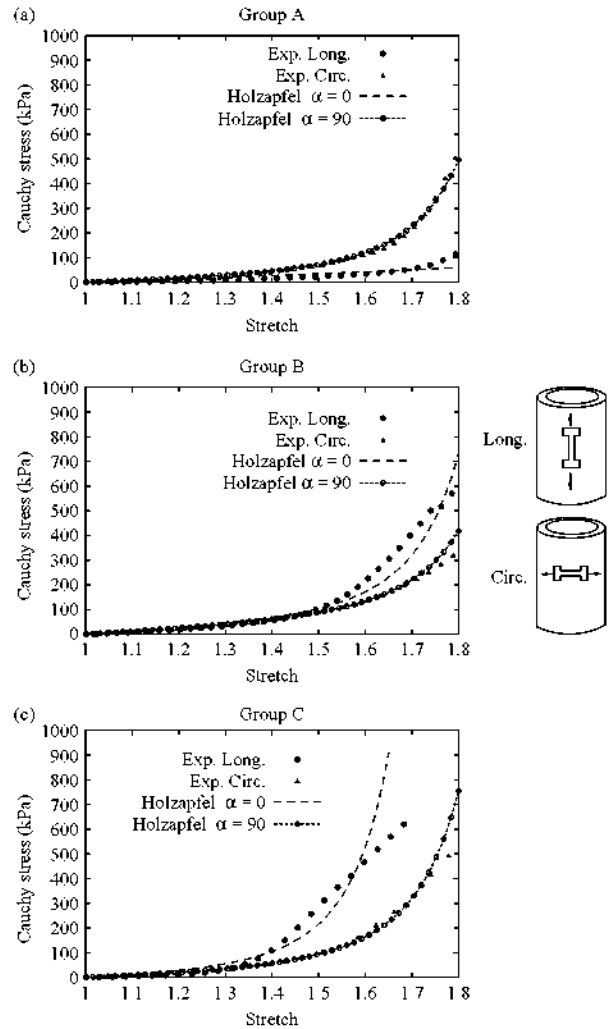 (a) Group A
Exp. Long.
Exp. Circ.
Holzapfel α = 0
Holzapfel α = 90
Cauchy stress (kPa)
1000
900
800
700
600
500
400
300
200
100
0
1 1.1 1.2 1.3 1.4 1.5 1.6 1.7 1.8
Stretch
(b) Group B
Exp. Long.
Exp. Circ.
Holzapfel α = 0
Holzapfel α = 90
Cauchy stress (kPa)
1000
900
800
700
600
500
400
300
200
100
0
1 1.1 1.2 1.3 1.4 1.5 1.6 1.7 1.8
Stretch
Long.
Circ.
(c) Group C
Exp. Long.
Exp. Circ.
Holzapfel α = 0
Holzapfel α = 90
Cauchy stress (kPa)
1000
900
800
700
600
500
400
300
200
100
0
1 1.1 1.2 1.3 1.4 1.5 1.6 1.7 1.8
Stretch